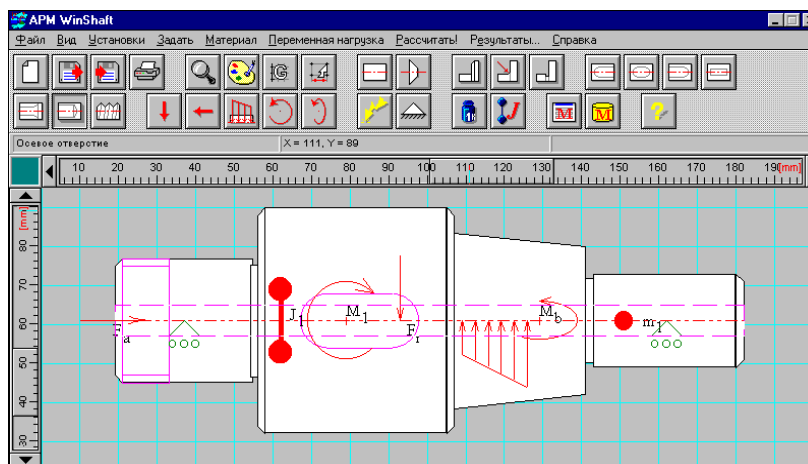 APM WinShaft
Файл Вид Установки Задать Материал Переменная нагрузка Рассчитать! Результаты... Справка
Осевое отверстие X = 111, Y = 89
10 20 30 40 50 60 70 80 90 100 110 120 130 140 150 160 170 180 190 [mm]
[mm]
80
70
60
50
40
30
Fa J1 M1 Fr Mb m1